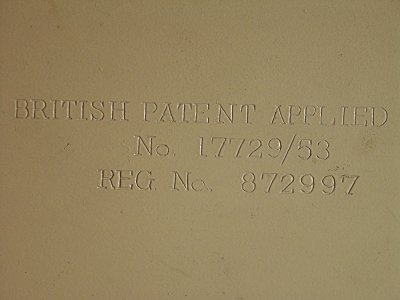 BRITISH PATENT APPLIED
No. 17729/53
REG No. 872997